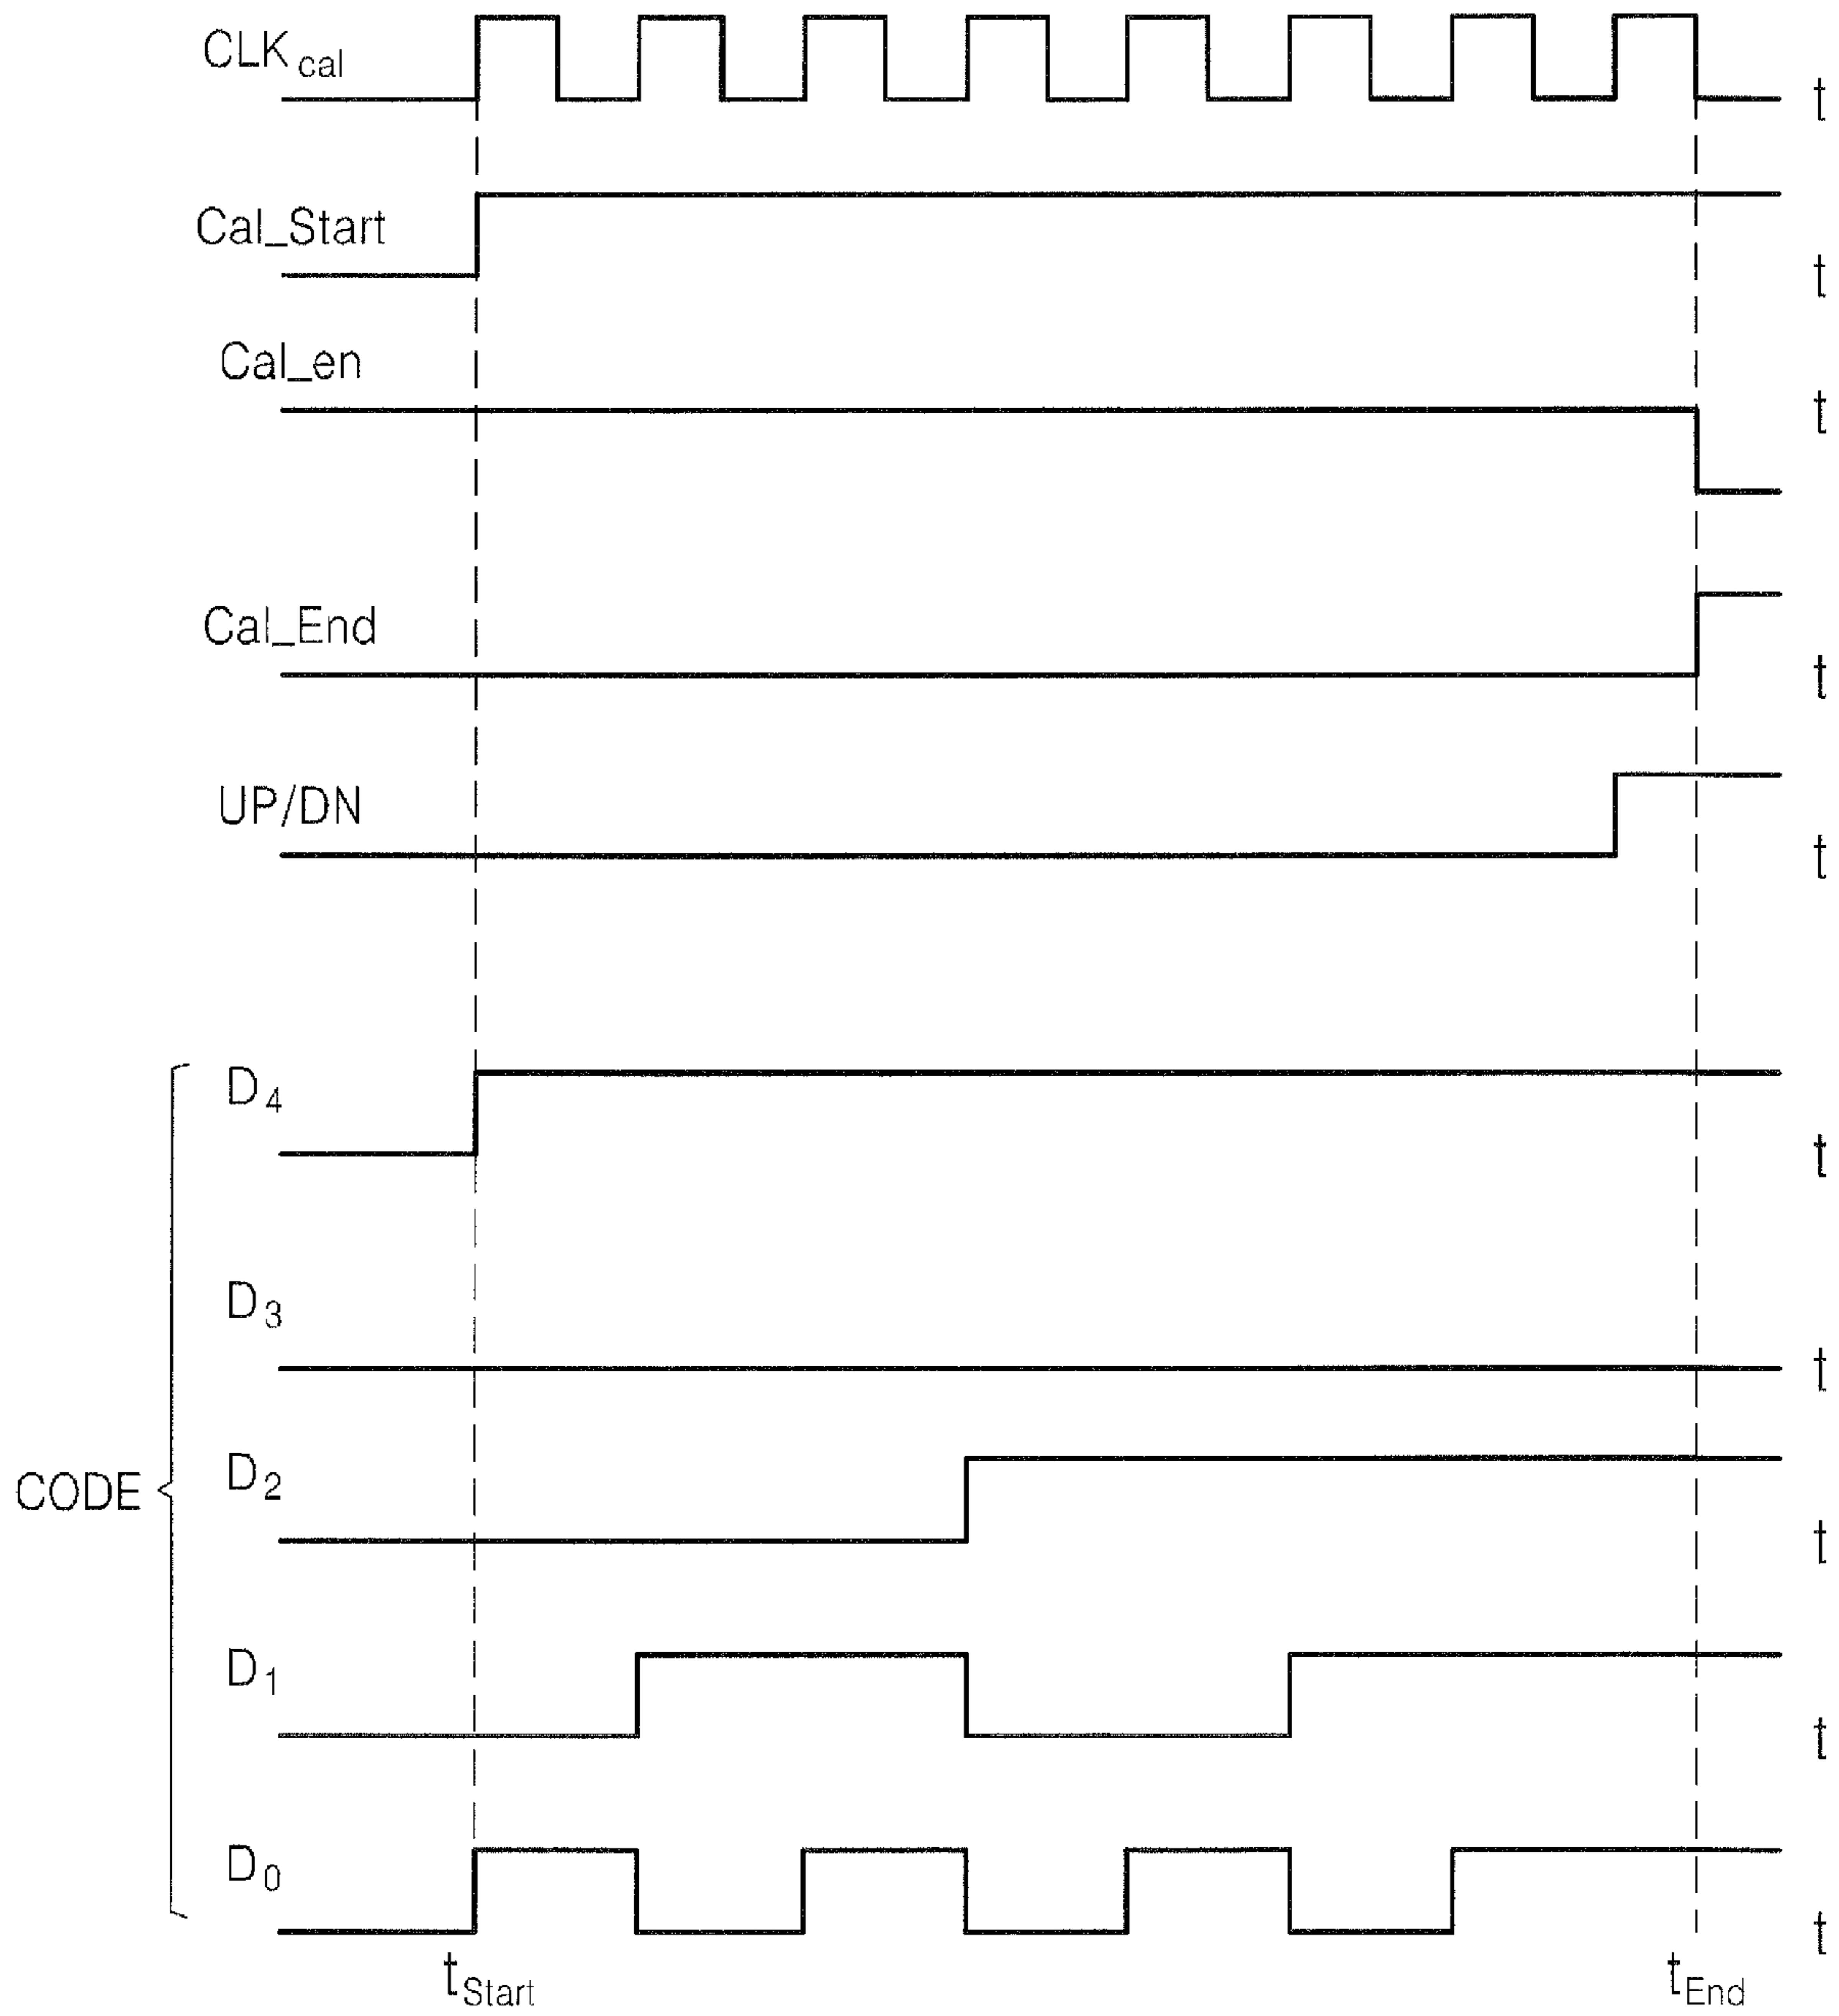 CLKcal
t
Cal_Start
t
Cal_en
t
Cal_End
t
UP/DN
t
D4
t
D3
t
CODE
D2
t
D1
t
D0
t
tStart
tEnd